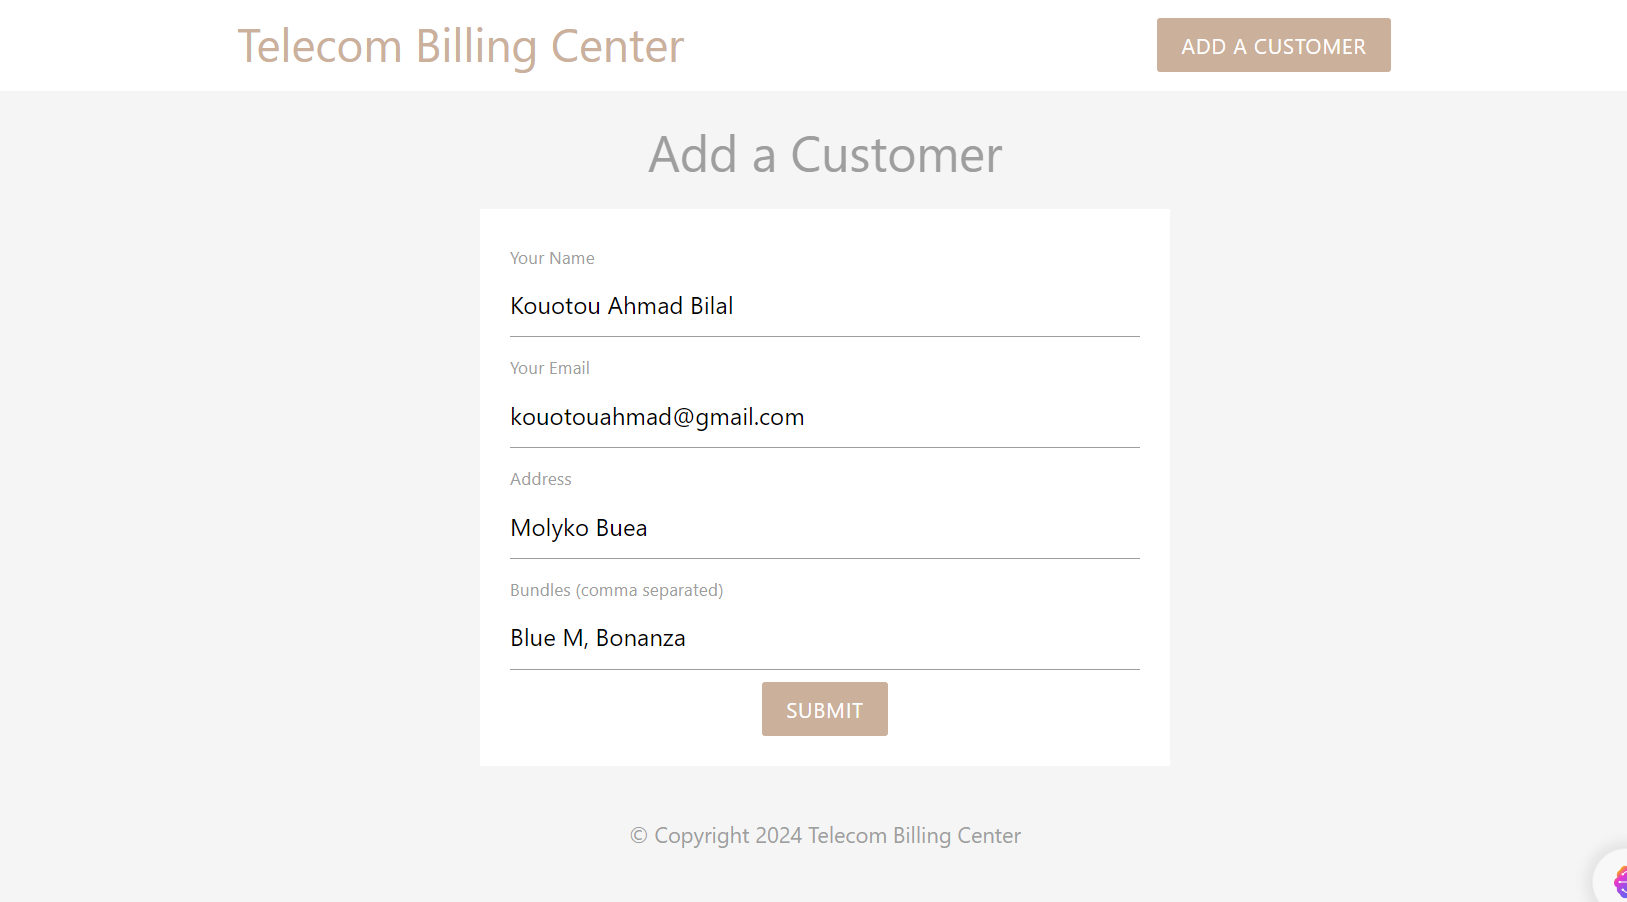 Telecom Billing Center
ADD A CUSTOMER
Add a Customer
Your Name
Kouotou Ahmad Bilal
Your Email
kouotouahmad@gmail.com
Address
Molyko Buea
Bundles (comma separated)
Blue M, Bonanza
SUBMIT
© Copyright 2024 Telecom Billing Center